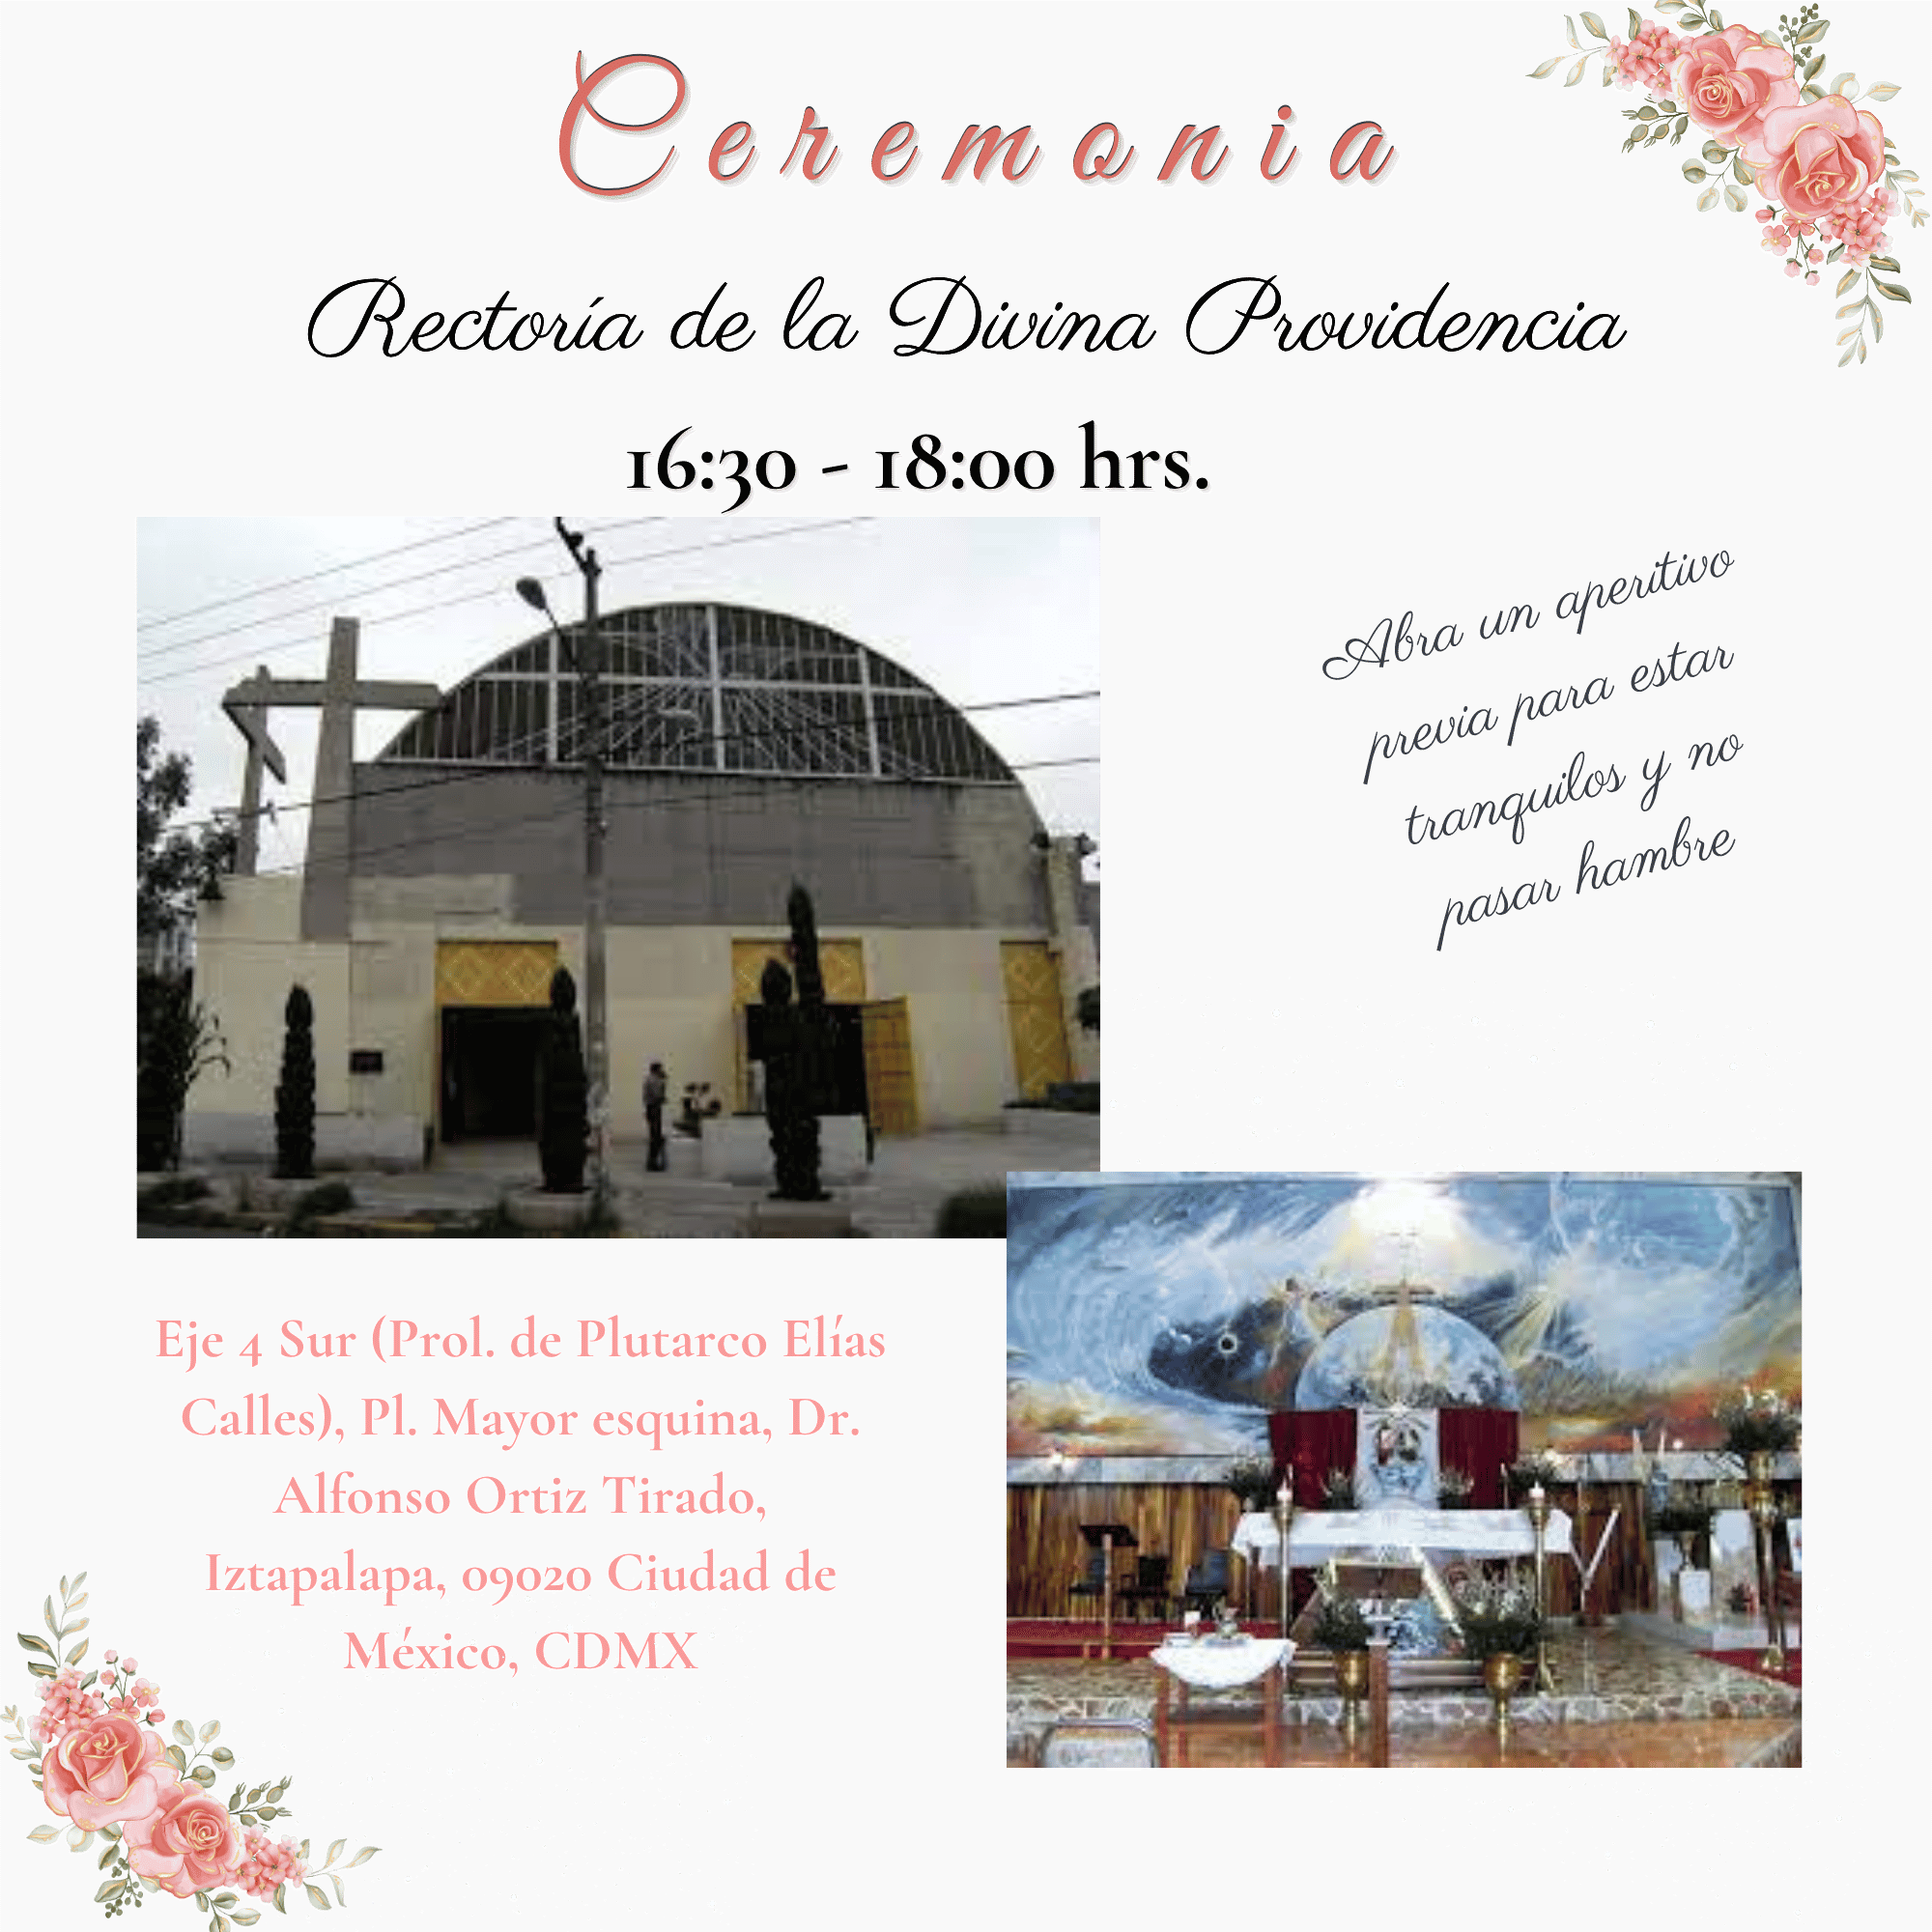 Ceremonia
Rectoría de la Divina Providencia
16:30 - 18:00 hrs.
Abra un aperitivo
previa para estar
tranquilos y no
pasar hambre
Eje 4 Sur (Prol. de Plutarco Elías
Calles), Pl. Mayor esquina, Dr.
Alfonso Ortiz Tirado,
Iztapalapa, 09020 Ciudad de
México, CDMX